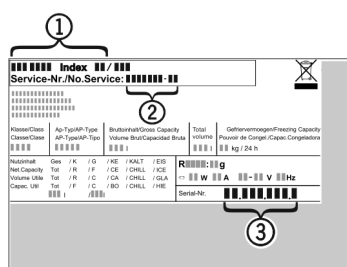 1
Index /
Service-Nr./No.Service: -
2
Klasse/Class Ap-Typ/AP-Type Bruttoinhalt/Gross Capacity Total Gefriervermoegen/Freezing Capacity
Classe/Clase AP-Type/AP-Tipo Volume Brut/Capacidad Bruta volume Pouvoir de Congel./Capac.Congeladora
l l kg / 24 h
Nutzinhalt Ges / K / G / KE / KALT / EIS
Net.Capacity Tot / R / F / CE / CHILL / ICE
Volume Utile Tot / R / C / CA / CHILL / GLA
Capac. Util Tot / F / C / BO / CHILL / HIE
l / l
R : g
W A - V Hz
Serial-Nr. . . .
3